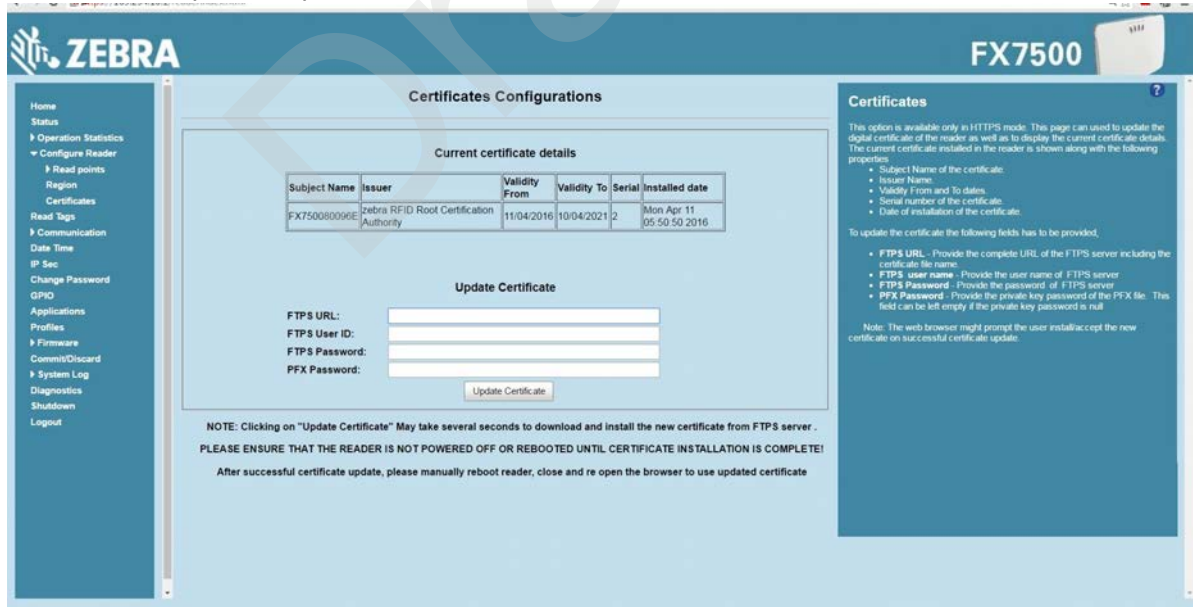 ZEBRA
FX7500
Home
Status
Operation Statistics
Configure Reader
Read points
Region
Certificates
Read Tags
Communication
Date Time
IP Sec
Change Password
GPIO
Applications
Profiles
Firmware
Commit/Discard
System Log
Diagnostics
Shutdown
Logout
Certificates Configurations
Current certificate details
Subject Name Issuer Validity From Validity To Serial Installed date
FX750080096E zebra RFID Root Certification Authority 11/04/2016 10/04/2021 2 Mon Apr 11 05:50:50 2016
Update Certificate
FTPS URL:
FTPS User ID:
FTPS Password:
PFX Password:
Update Certificate
NOTE: Clicking on "Update Certificate" May take several seconds to download and install the new certificate from FTPS server .
PLEASE ENSURE THAT THE READER IS NOT POWERED OFF OR REBOOTED UNTIL CERTIFICATE INSTALLATION IS COMPLETE!
After successful certificate update, please manually reboot reader, close and re open the browser to use updated certificate
?
Certificates
This option is available only in HTTPS mode. This page can used to update the
digital certificate of the reader as well as to display the current certificate details.
The current certificate installed in the reader is shown along with the following
properties
• Subject Name of the certificate.
• Issuer Name.
• Validity From and To dates.
• Serial number of the certificate.
• Date of installation of the certificate.
To update the certificate the following fields has to be provided,
• FTPS URL - Provide the complete URL of the FTPS server including the
certificate file name.
• FTPS user name - Provide the user name of FTPS server
• FTPS Password - Provide the password of FTPS server
• PFX Password - Provide the private key password of the PFX file. This
field can be left empty if the private key password is null
Note: The web browser might prompt the user install/accept the new
certificate on successful certificate update.